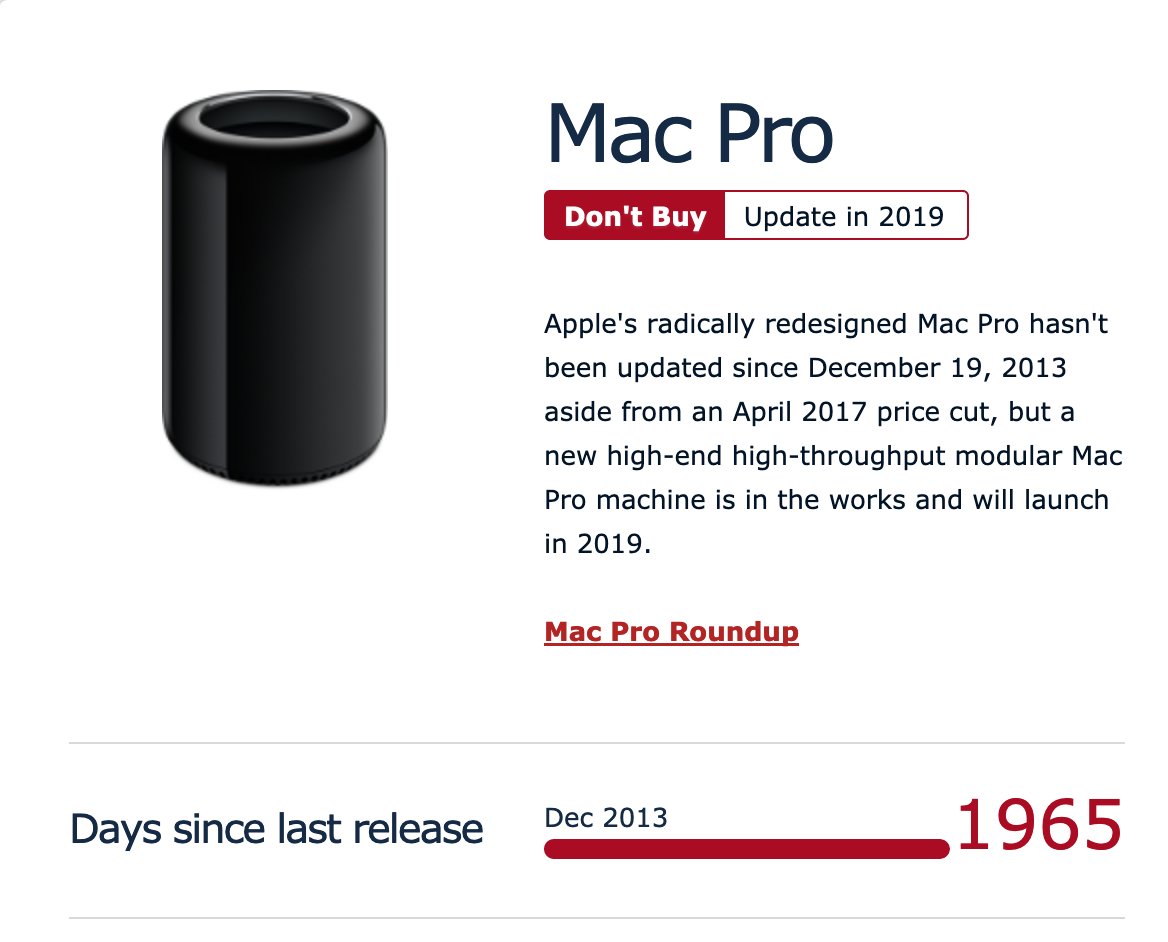 Mac Pro
Don't Buy Update in 2019
Apple's radically redesigned Mac Pro hasn't
been updated since December 19, 2013
aside from an April 2017 price cut, but a
new high-end high-throughput modular Mac
Pro machine is in the works and will launch
in 2019.
Mac Pro Roundup
Days since last release
Dec 2013
1965